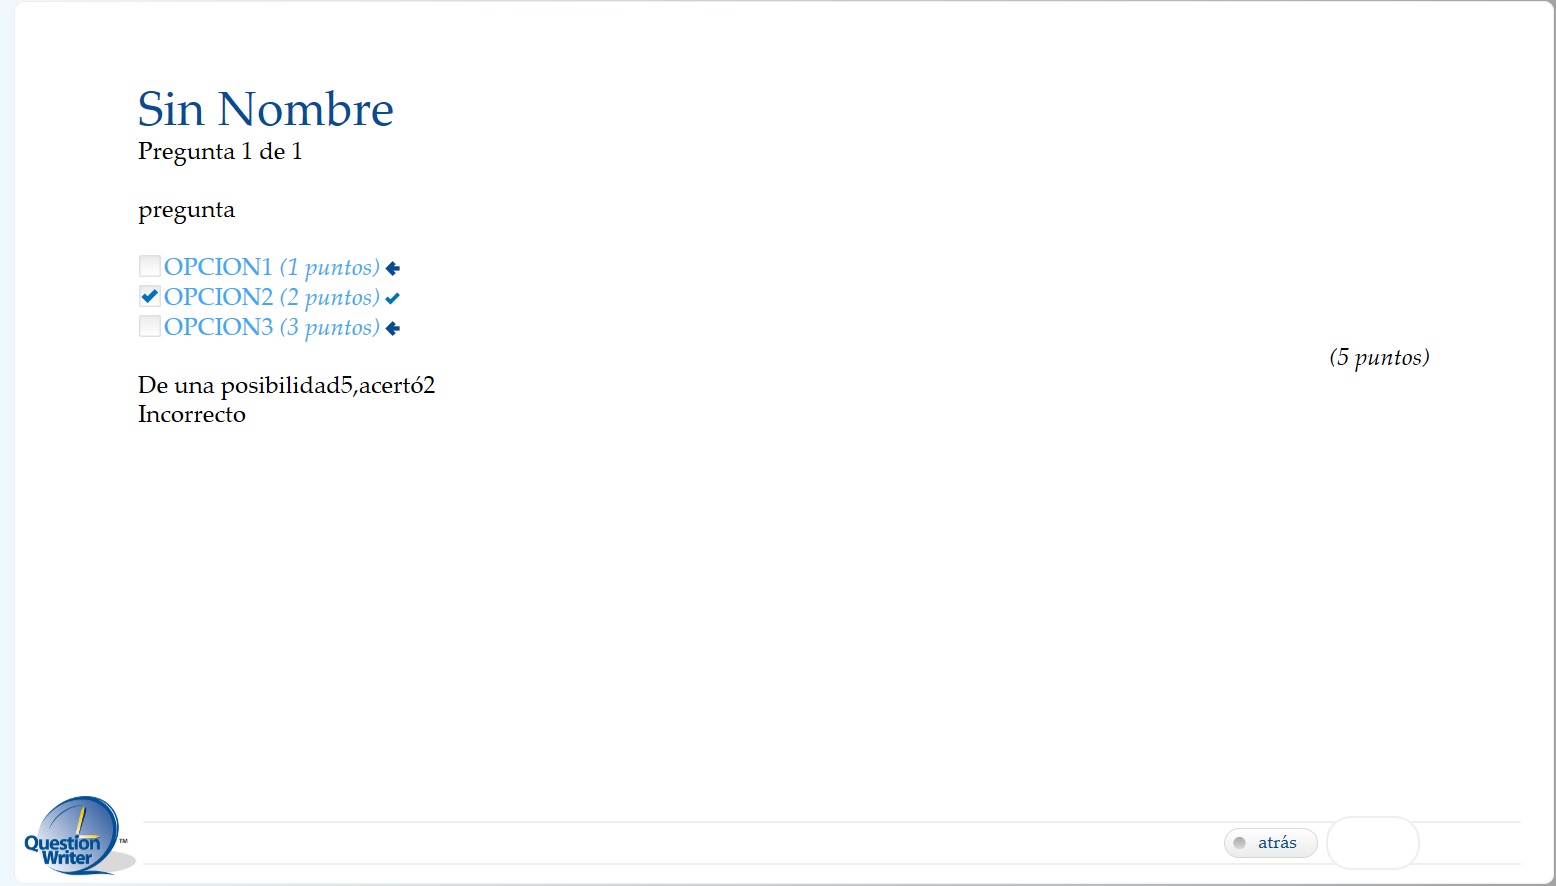 Sin Nombre
Pregunta 1 de 1
pregunta
OPCION1 (1 puntos)
OPCION2 (2 puntos)
OPCION3 (3 puntos)
(5 puntos)
De una posibilidad5,acertó2
Incorrecto
Question
Writer™
atrás